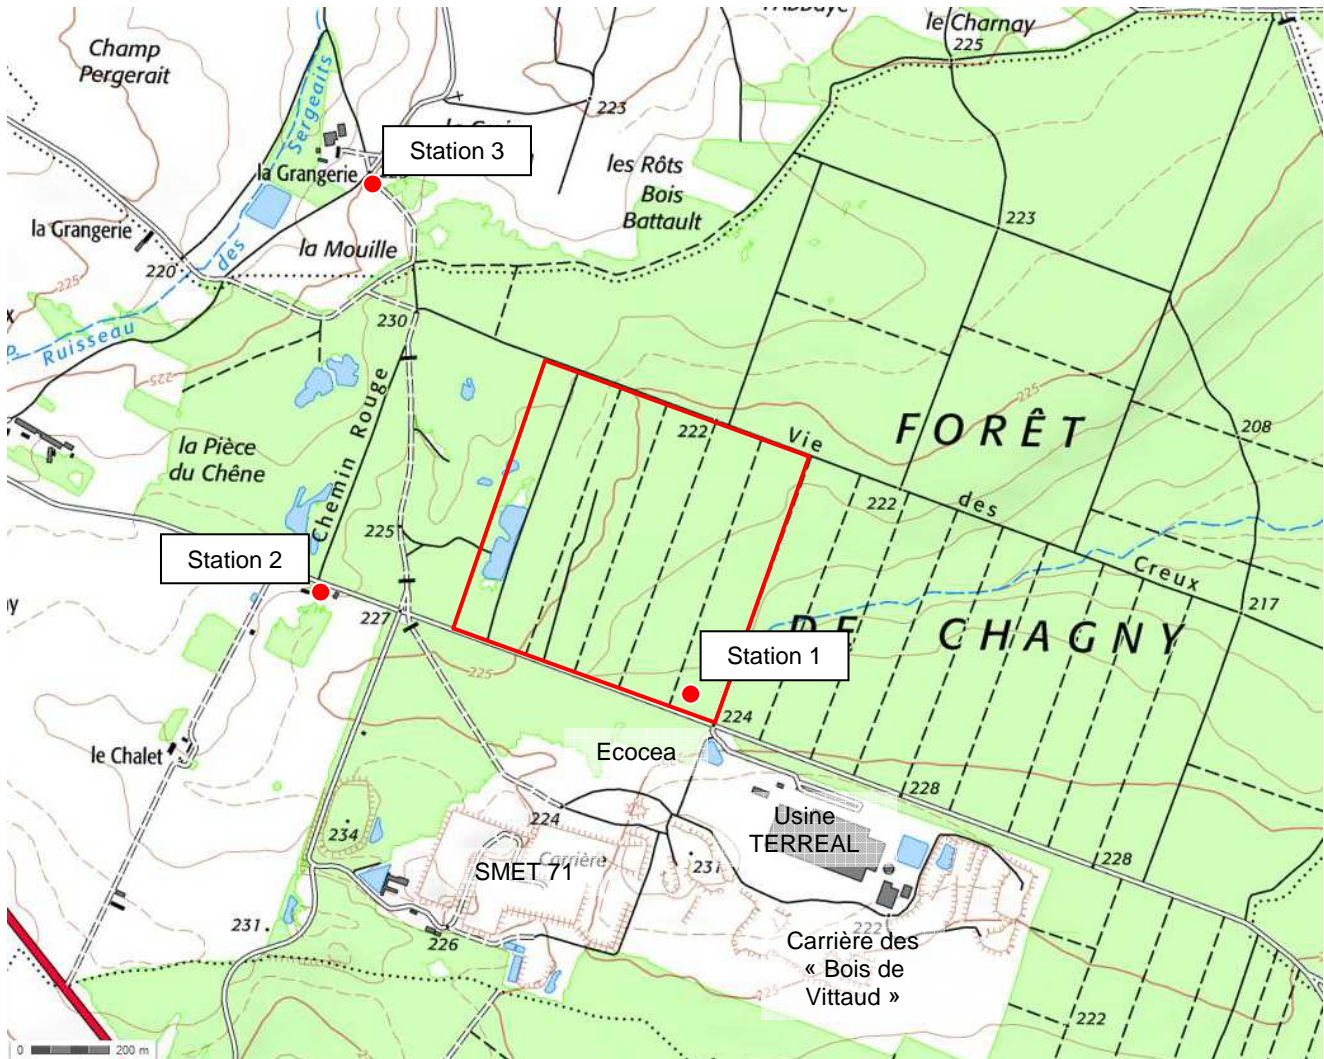 le Charnay
225
Champ
Pergerait
223
Sergeaits
des
Ruisseau
Station 3
la Grangerie
les Rôts
Bois
Battault
223
la Grangerie
la Mouille
220
225
230
225
225
Chemin Rouge
la Pièce
du Chêne
222
Vie
des
Creux
FORÊT
DE CHAGNY
208
222
225
Station 2
227
217
Station 1
225
224
le Chalet
Ecocea
228
Usine
TERREAL
234
224
Carrière
SMET 71
231
228
231
226
222
Carrière des
« Bois de
Vittaud »
225
222
0 200 m